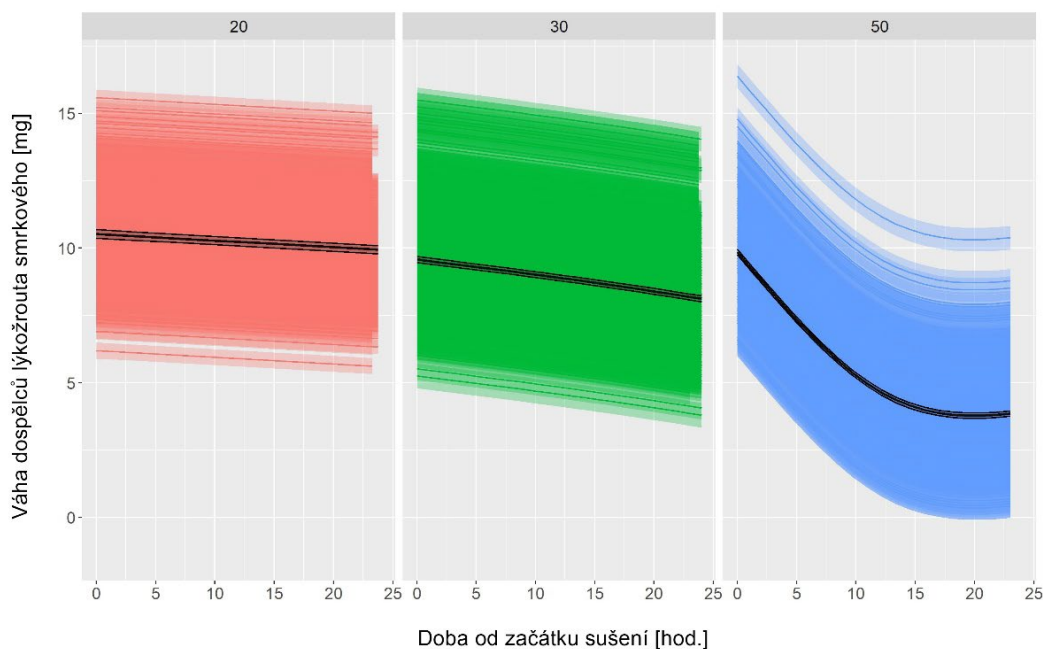 20 30 50
Váha dospělců lýkožrouta smrkového [mg]
15
10
5
0
0 5 10 15 20 25 0 5 10 15 20 25 0 5 10 15 20 25
Doba od začátku sušení [hod.]